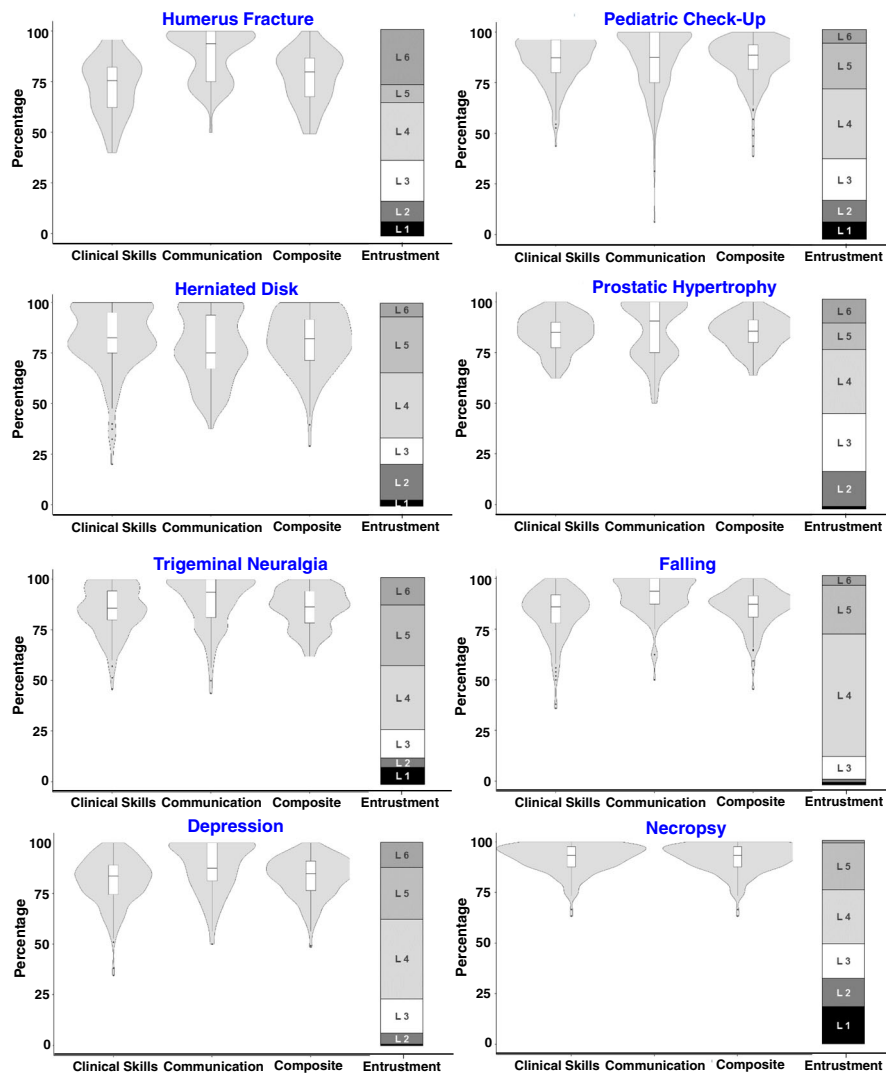 Humerus Fracture
Percentage
100
75
50
25
0
L 6
L 5
L 4
L 3
L 2
L 1
Clinical Skills Communication Composite Entrustment
Pediatric Check-Up
Percentage
100
75
50
25
0
L 6
L 5
L 4
L 3
L 2
L 1
Clinical Skills Communication Composite Entrustment
Herniated Disk
Percentage
100
75
50
25
0
L 6
L 5
L 4
L 3
L 2
L 1
Clinical Skills Communication Composite Entrustment
Prostatic Hypertrophy
Percentage
100
75
50
25
0
L 6
L 5
L 4
L 3
L 2
Clinical Skills Communication Composite Entrustment
Trigeminal Neuralgia
Percentage
100
75
50
25
0
L 6
L 5
L 4
L 3
L 2
L 1
Clinical Skills Communication Composite Entrustment
Falling
Percentage
100
75
50
25
0
L 6
L 5
L 4
L 3
Clinical Skills Communication Composite Entrustment
Depression
Percentage
100
75
50
25
0
L 6
L 5
L 4
L 3
L 2
Clinical Skills Communication Composite Entrustment
Necropsy
Percentage
100
75
50
25
0
L 5
L 4
L 3
L 2
L 1
Clinical Skills Composite Entrustment